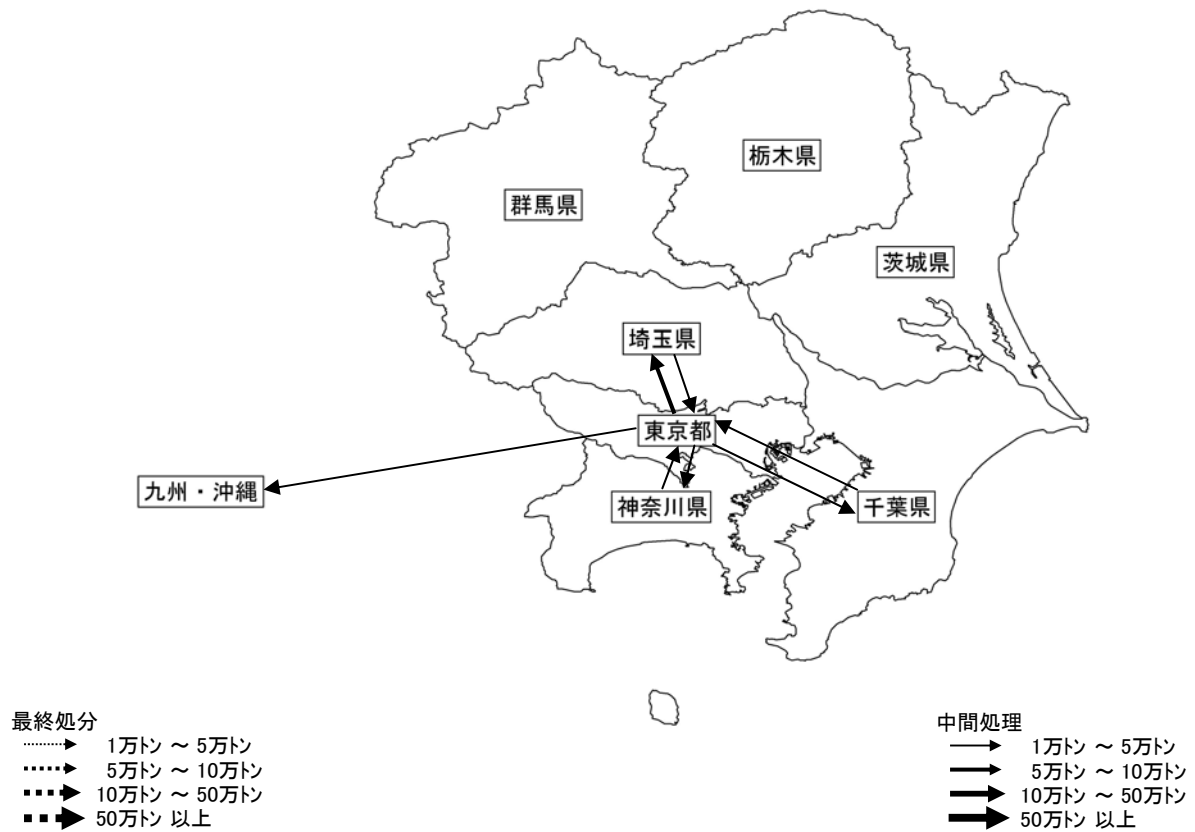 栃木県
群馬県
茨城県
埼玉県
東京都
九州・沖縄
神奈川県
千葉県
最終処分
1万トン ～ 5万トン
5万トン ～ 10万トン
10万トン ～ 50万トン
50万トン 以上
中間処理
1万トン ～ 5万トン
5万トン ～ 10万トン
10万トン ～ 50万トン
50万トン 以上